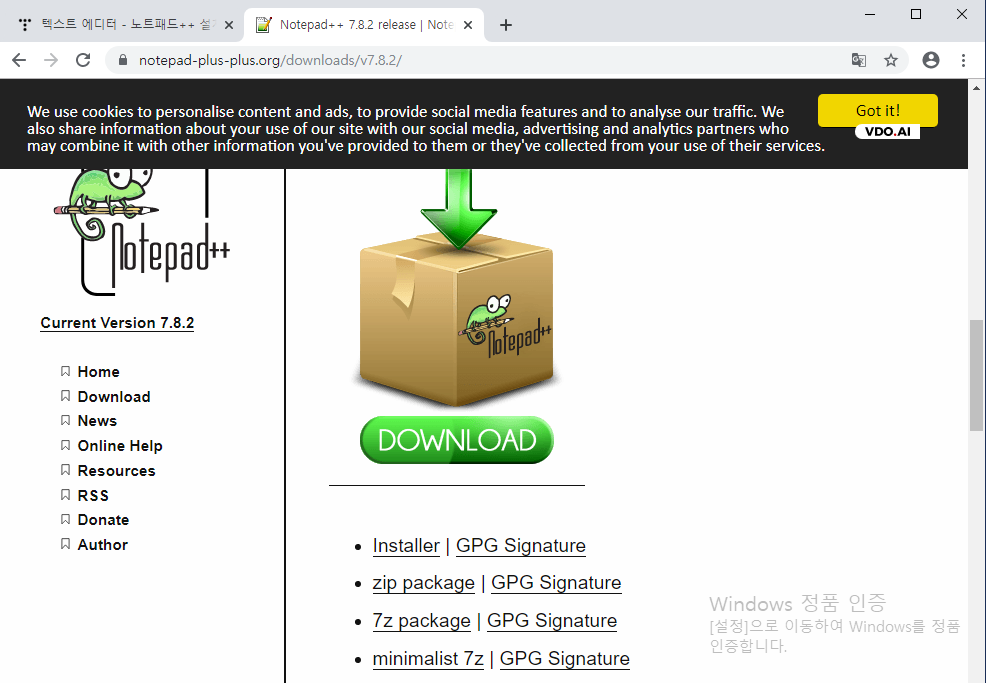 텍스트 에디터 - 노트패드++ 설
Notepad++ 7.8.2 release | Note
notepad-plus-plus.org/downloads/v7.8.2/
We use cookies to personalise content and ads, to provide social media features and to analyse our traffic. We
also share information about your use of our site with our social media, advertising and analytics partners who
may combine it with other information you've provided to them or they've collected from your use of their services.
Got it!
VDO.AI
Notepad++
Current Version 7.8.2
Home
Download
News
Online Help
Resources
RSS
Donate
Author
Notepad++
DOWNLOAD
Installer | GPG Signature
zip package | GPG Signature
7z package | GPG Signature
minimalist 7z | GPG Signature
Windows 정품 인증
[설정]으로 이동하여 Windows를 정품
인증합니다.